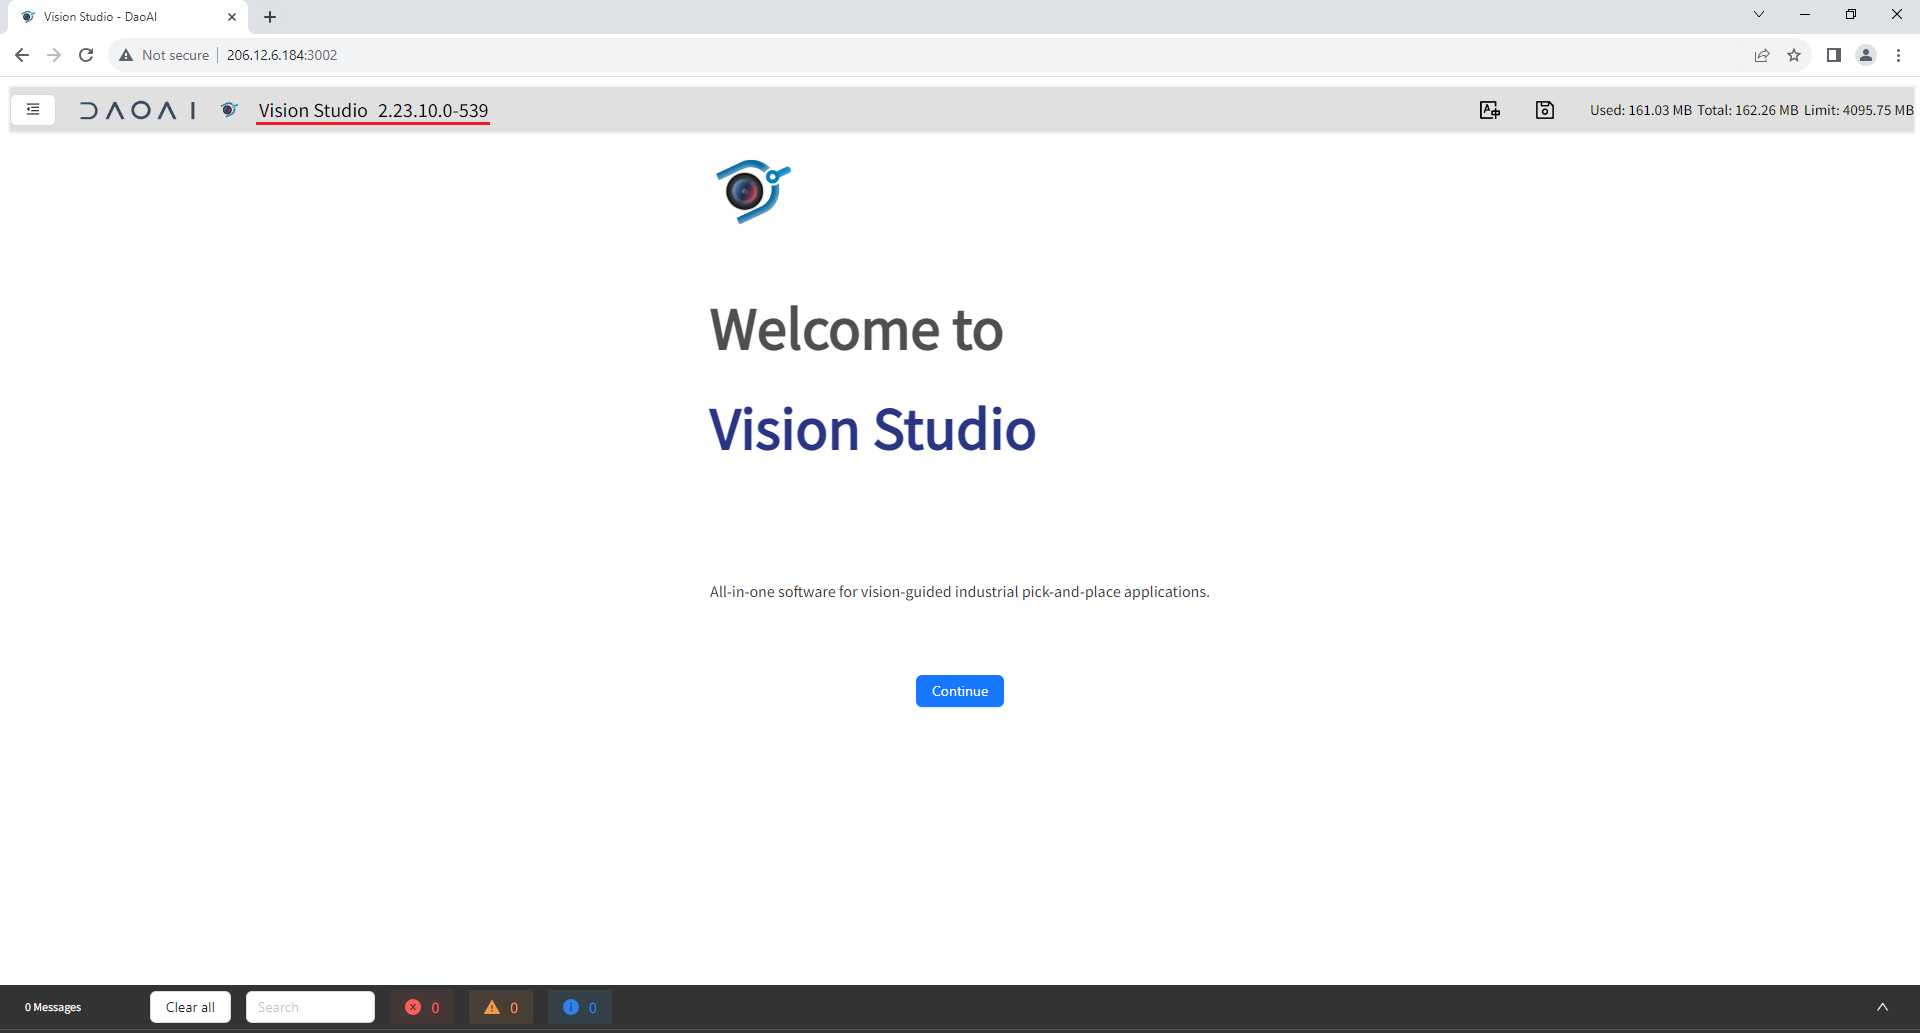 Vision Studio - DaoAI
Not secure
206.12.6.184:3002
DAOAI
Vision Studio 2.23.10.0-539
Used: 161.03 MB Total: 162.26 MB Limit: 4095.75 MB
Welcome to
Vision Studio
All-in-one software for vision-guided industrial pick-and-place applications.
Continue
0 Messages
Clear all
Search
0
0
0